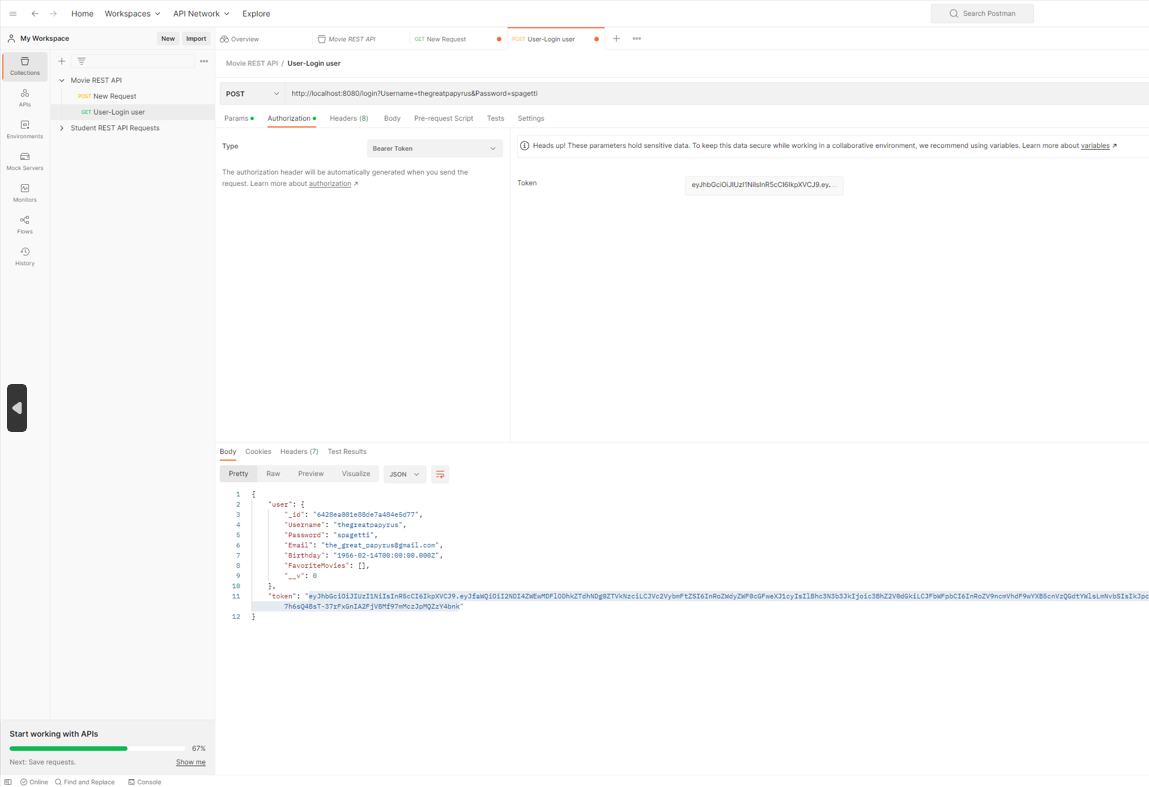 Home Workspaces API Network Explore Search Postman
My Workspace New Import Overview Movie REST API GET New Request POST User-Login user
Collections
APIs
Environments
Mock Servers
Monitors
Flows
History
Movie REST API
POST New Request
GET User-Login user
Student REST API Requests
Movie REST API / User-Login user
POST http://localhost:8080/login?Username=thegreatpapyrus&Password=spagetti
Params Authorization Headers (8) Body Pre-request Script Tests Settings
Type Bearer Token
The authorization header will be automatically generated when you send the
request. Learn more about authorization ↗
Heads up! These parameters hold sensitive data. To keep this data secure while working in a collaborative environment, we recommend using variables. Learn more about variables ↗
Token
Body Cookies Headers (7) Test Results
Pretty Raw Preview Visualize JSON
1 {
2 "user": {
3 "_id":
4 "Username": "thegreatpapyrus",
5 "Password": "spagetti",
6 "Email": "the_great_papyrus@gmail.com",
7 "Birthday": "1956-02-14T00:00:00.000Z",
8 "FavoriteMovies": [],
9 "__v": 0
10 },
11 "token":
12 }
Start working with APIs
67%
Next: Save requests. Show me
Online Find and Replace Console